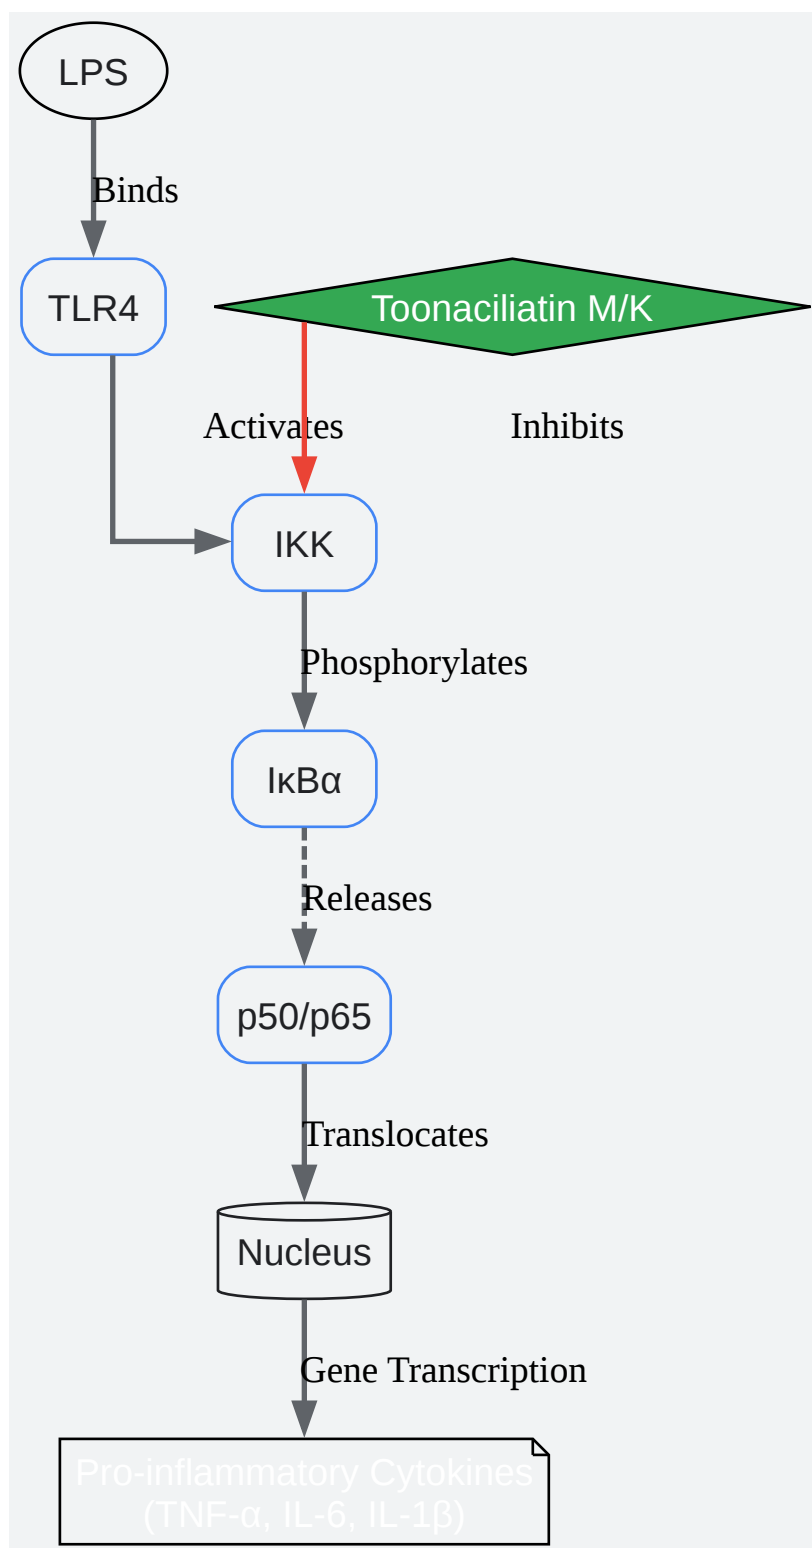 LPS
Binds
TLR4
Toonaciliatin M/K
Activates
Inhibits
IKK
Phosphorylates
IκBα
Releases
p50/p65
Translocates
Nucleus
Gene Transcription
Pro-inflammatory Cytokines
(TNF-α, IL-6, IL-1β)